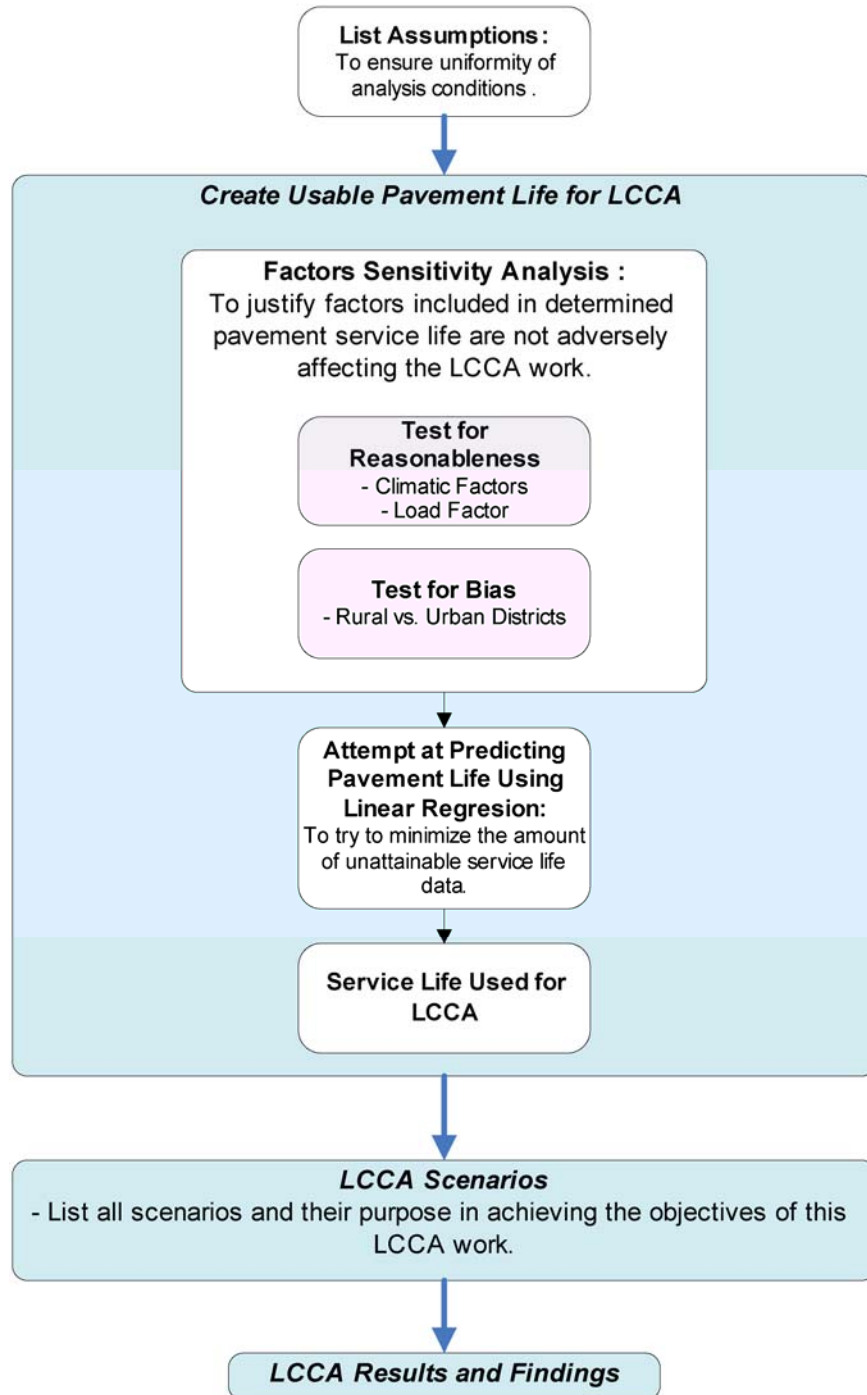 List Assumptions :
To ensure uniformity of
analysis conditions .
Create Usable Pavement Life for LCCA
Factors Sensitivity Analysis :
To justify factors included in determined
pavement service life are not adversely
affecting the LCCA work.
Test for
Reasonableness
- Climatic Factors
- Load Factor
Test for Bias
- Rural vs. Urban Districts
Attempt at Predicting
Pavement Life Using
Linear Regresion:
To try to minimize the amount
of unattainable service life
data.
Service Life Used for
LCCA
LCCA Scenarios
- List all scenarios and their purpose in achieving the objectives of this
LCCA work.
LCCA Results and Findings